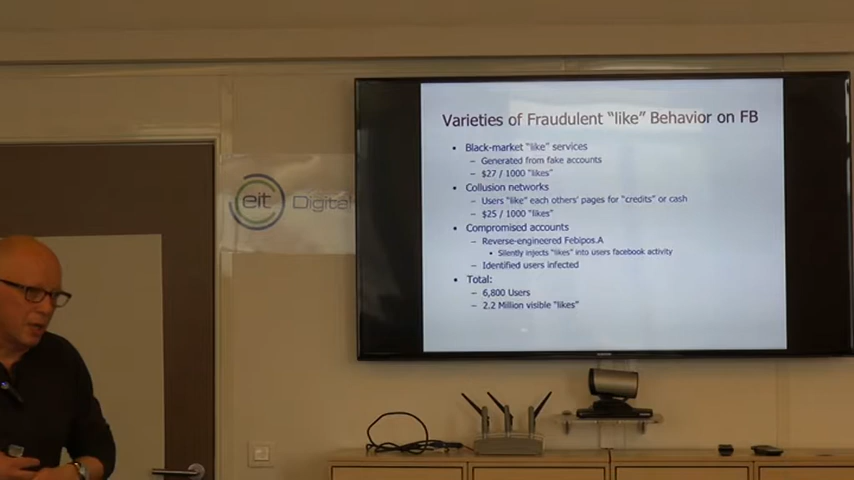 Varieties of Fraudulent "like" Behavior on FB
• Black-market "like" services
– Generated from fake accounts
– $27 / 1000 "likes"
• Collusion networks
– Users "like" each others' pages for "credits" or cash
– $25 / 1000 "likes"
• Compromised accounts
– Reverse-engineered Febipos.A
• Silently injects "likes" into users facebook activity
– Identified users infected
• Total:
– 6,800 Users
– 2.2 Million visible "likes"
eit Digital